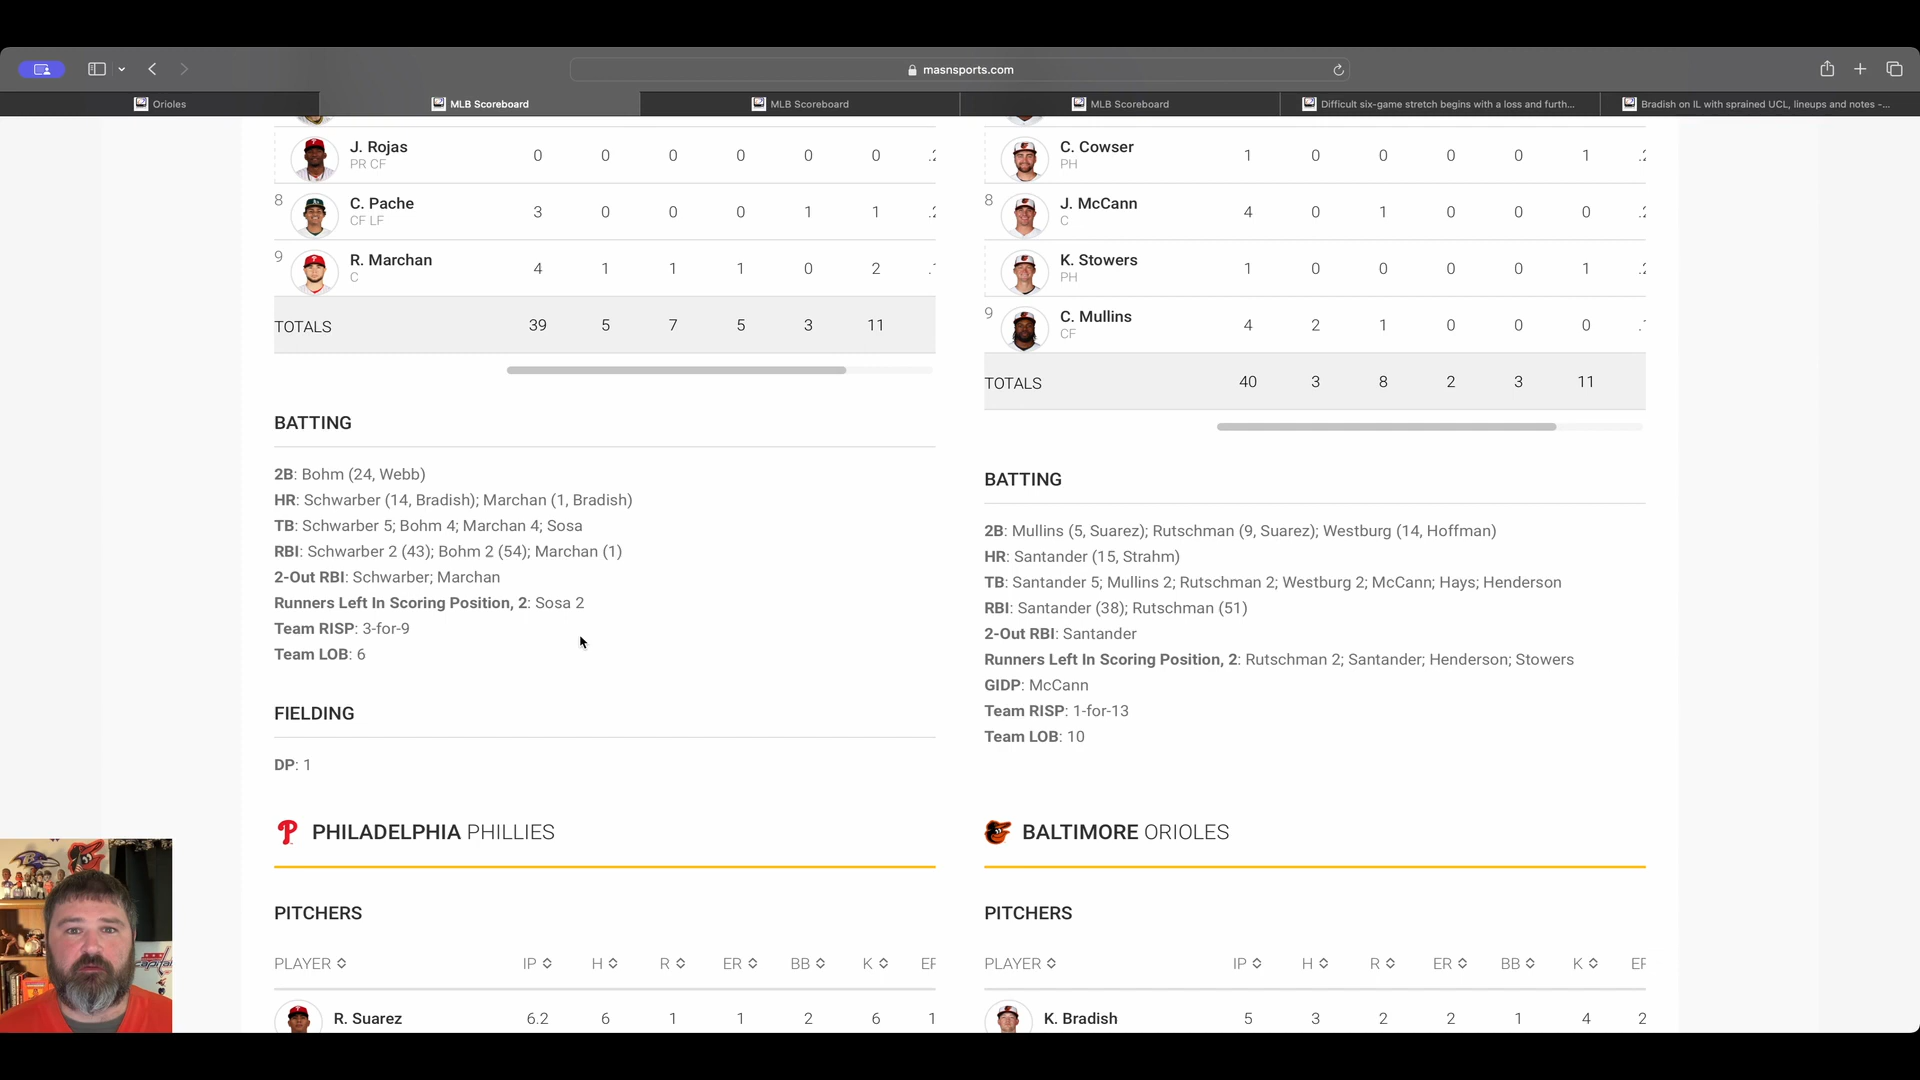 masnsports.com
Orioles
MLB Scoreboard
MLB Scoreboard
MLB Scoreboard
Difficult six-game stretch begins with a loss and furth...
Bradish on IL with sprained UCL, lineups and notes -...
J. Rojas 0 0 0 0 0 0 .2
PR CF
8 C. Pache 3 0 0 0 1 1 .2
CF LF
9 R. Marchan 4 1 1 1 0 2 .1
C
TOTALS 39 5 7 5 3 11
BATTING
2B: Bohm (24, Webb)
HR: Schwarber (14, Bradish); Marchan (1, Bradish)
TB: Schwarber 5; Bohm 4; Marchan 4; Sosa
RBI: Schwarber 2 (43); Bohm 2 (54); Marchan (1)
2-Out RBI: Schwarber; Marchan
Runners Left In Scoring Position, 2: Sosa 2
Team RISP: 3-for-9
Team LOB: 6
FIELDING
DP: 1
PHILADELPHIA PHILLIES
PITCHERS
PLAYER IP H R ER BB K
R. Suarez 6.2 6 1 1 2 6 1
C. Cowser 1 0 0 0 0 1 .2
PH
8 J. McCann 4 0 1 0 0 0 .2
C
K. Stowers 1 0 0 0 0 1 .2
PH
9 C. Mullins 4 2 1 0 0 0
CF
TOTALS 40 3 8 2 3 11
BATTING
2B: Mullins (5, Suarez); Rutschman (9, Suarez); Westburg (14, Hoffman)
HR: Santander (15, Strahm)
TB: Santander 5; Mullins 2; Rutschman 2; Westburg 2; McCann; Hays; Henderson
RBI: Santander (38); Rutschman (51)
2-Out RBI: Santander
Runners Left In Scoring Position, 2: Rutschman 2; Santander; Henderson; Stowers
GIDP: McCann
Team RISP: 1-for-13
Team LOB: 10
BALTIMORE ORIOLES
PITCHERS
PLAYER IP H R ER BB K
K. Bradish 5 3 2 2 1 4 2